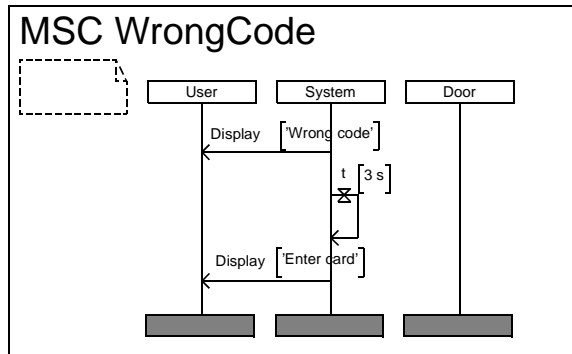 MSC WrongCode
User System Door
Display ['Wrong code']
t [3 s]
Display ['Enter card']